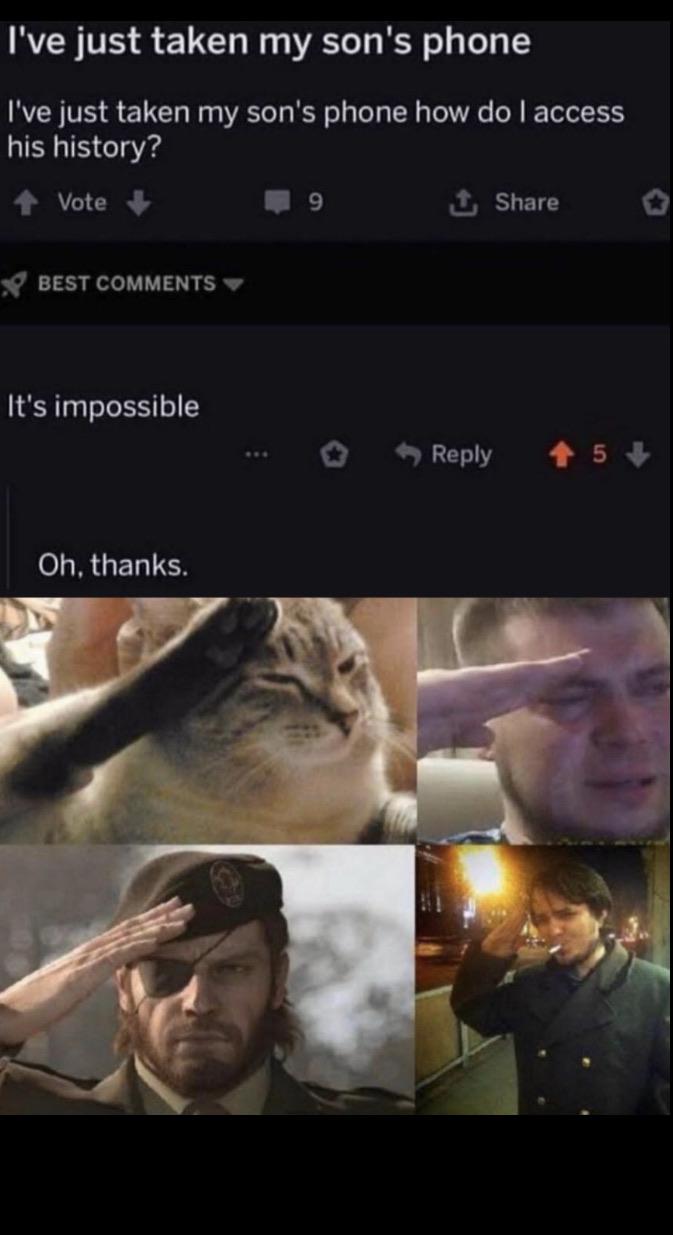 I've just taken my son's phone
I've just taken my son's phone how do I access
his history?
Vote 9 Share
BEST COMMENTS
It's impossible
... Reply 5
Oh, thanks.